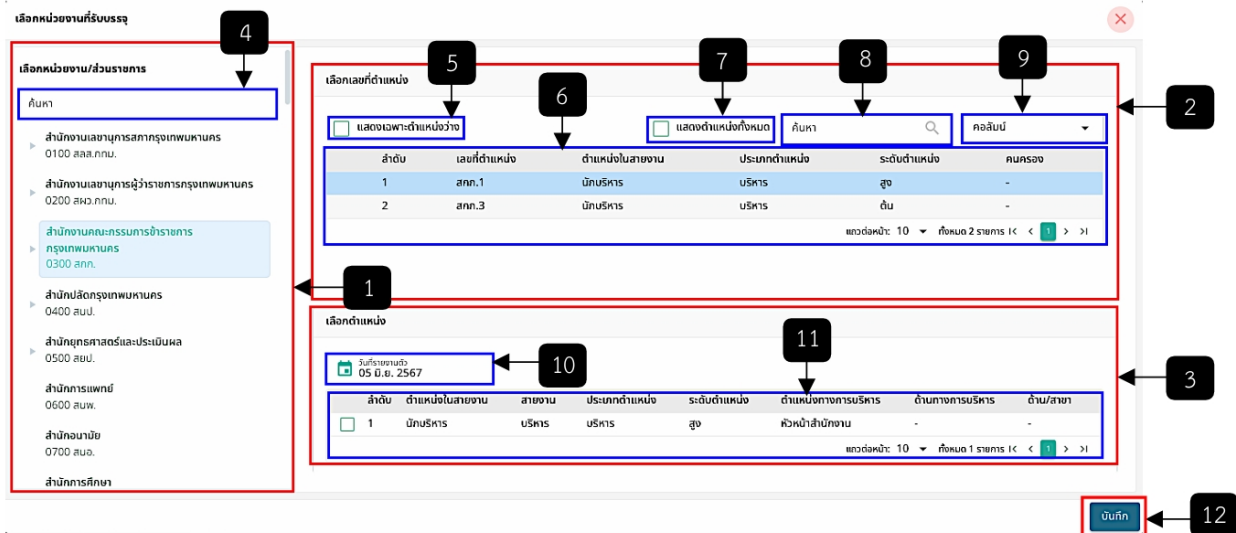 เลือกหน่วยงานที่รับบรรจุ
4
เลือกหน่วยงาน/ส่วนราชการ
ค้นหา
สำนักงานเลขานุการสภากรุงเทพมหานคร
0100 สลส.กทม.
สำนักงานเลขานุการผู้ว่าราชการกรุงเทพมหานคร
0200 สผว.กทม.
สำนักงานคณะกรรมการข้าราชการ
กรุงเทพมหานคร
0300 สกก.
สำนักปลัดกรุงเทพมหานคร
0400 สนป.
สำนักยุทธศาสตร์และประเมินผล
0500 สยป.
สำนักการแพทย์
0600 สนพ.
สำนักอนามัย
0700 สนอ.
สำนักการศึกษา
1
เลือกเลขที่ตำแหน่ง
5
6
7
8
9
2
แสดงเฉพาะตำแหน่งว่าง
แสดงตำแหน่งทั้งหมด
ค้นหา
คอลัมน์
ลำดับ เลขที่ตำแหน่ง ตำแหน่งในสายงาน ประเภทตำแหน่ง ระดับตำแหน่ง คนครอง
1 สกก.1 นักบริหาร บริหาร สูง -
2 สกก.3 นักบริหาร บริหาร ต้น -
แถวต่อหน้า: 10 ทั้งหมด 2 รายการ 1
เลือกตำแหน่ง
11
วันที่รายงานตัว
05 มิ.ย. 2567
10
3
ลำดับ ตำแหน่งในสายงาน สายงาน ประเภทตำแหน่ง ระดับตำแหน่ง ตำแหน่งทางการบริหาร ด้านทางการบริหาร ด้าน/สาขา
1 นักบริหาร บริหาร บริหาร สูง หัวหน้าสำนักงาน - -
แถวต่อหน้า: 10 ทั้งหมด 1 รายการ 1
บันทึก
12